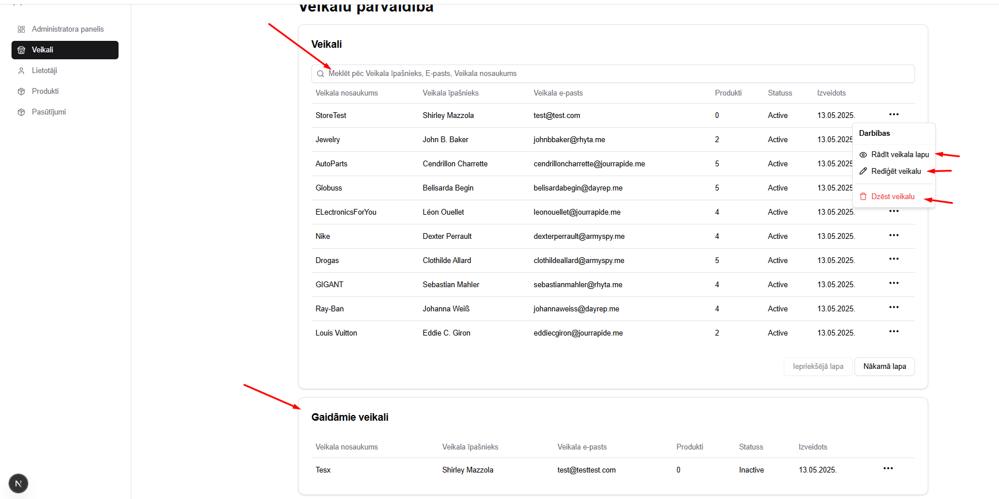 Veikalu pārvaldība
Administratora panelis
Veikali
Lietotāji
Produkti
Pasūtījumi
Veikali
Meklēt pēc Veikala īpašnieks, E-pasts, Veikala nosaukums
Veikala nosaukums Veikala īpašnieks Veikala e-pasts Produkti Statuss Izveidots
StoreTest Shirley Mazzola test@test.com 0 Active 13.05.2025. •••
Jewelry John B. Baker johnbbaker@rhyta.me 2 Active 13.05.2025
AutoParts Cendrillon Charrette cendrilloncharrette@jourrapide.me 5 Active 13.05.2025
Globuss Belisarda Begin belisardabegin@dayrep.me 5 Active 13.05.2025
ELectronicsForYou Léon Ouellet leonouellet@jourrapide.me 4 Active 13.05.2025. •••
Nike Dexter Perrault dexterperrault@armyspy.me 4 Active 13.05.2025. •••
Drogas Clothilde Allard clothildeallard@armyspy.me 5 Active 13.05.2025. •••
GIGANT Sebastian Mahler sebastianmahler@rhyta.me 4 Active 13.05.2025. •••
Ray-Ban Johanna Weiß johannaweiss@dayrep.me 4 Active 13.05.2025. •••
Louis Vuitton Eddie C. Giron eddiecgiron@jourrapide.me 2 Active 13.05.2025. •••
Darbības
Rādīt veikala lapu
Rediģēt veikalu
Dzēst veikalu
Iepriekšējā lapa Nākamā lapa
Gaidāmie veikali
Veikala nosaukums Veikala īpašnieks Veikala e-pasts Produkti Statuss Izveidots
Tesx Shirley Mazzola test@testtest.com 0 Inactive 13.05.2025. •••
N